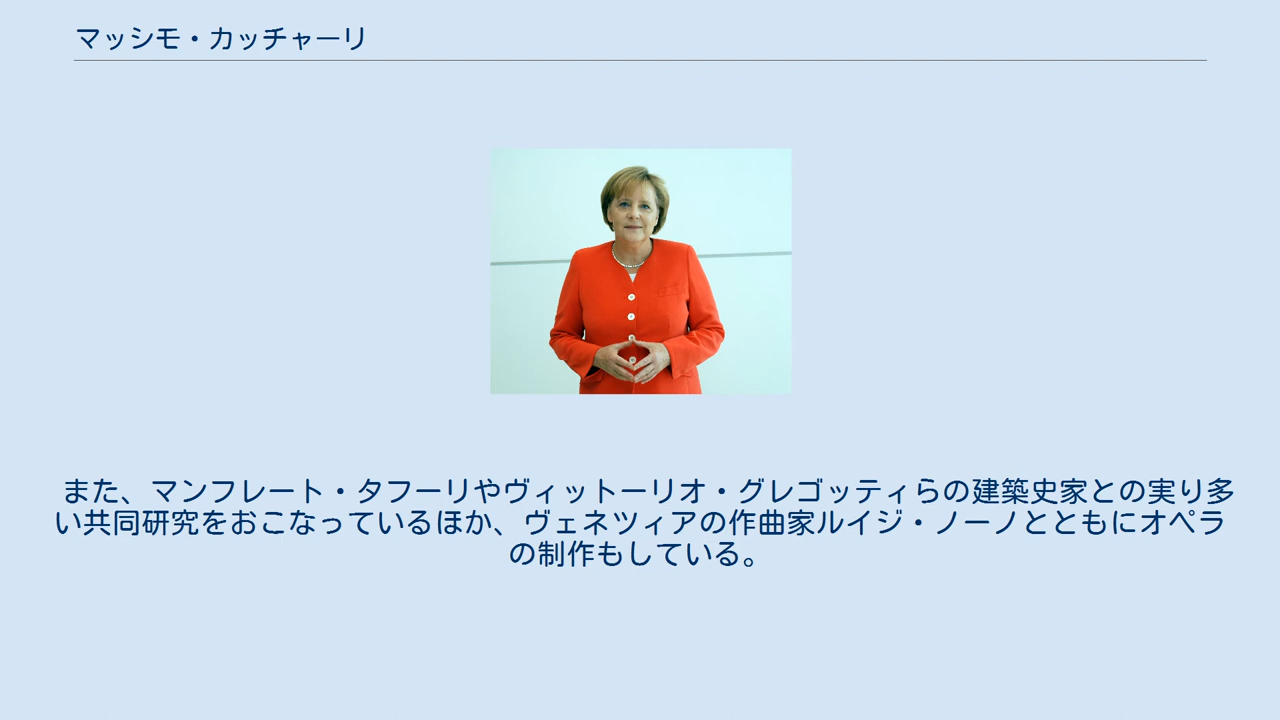 マッシモ・カッチャーリ
また、マンフレート・タフーリやヴィットーリオ・グレゴッティらの建築史家との実り多
い共同研究をおこなっているほか、ヴェネツィアの作曲家ルイジ・ノーノとともにオペラ
の制作もしている。